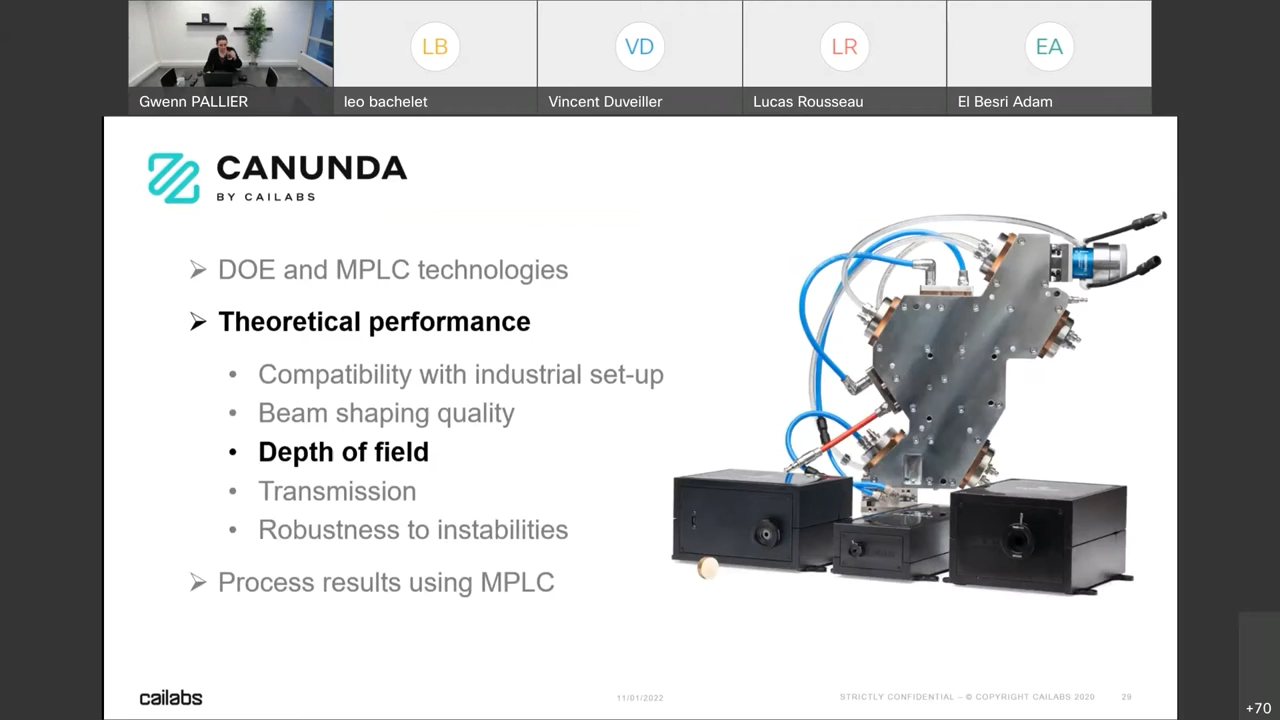 LB
VD
LR
EA
Gwenn PALLIER
leo bachelet
Vincent Duveiller
Lucas Rousseau
El Besri Adam
CANUNDA
BY CAILABS
DOE and MPLC technologies
Theoretical performance
Compatibility with industrial set-up
Beam shaping quality
Depth of field
Transmission
Robustness to instabilities
Process results using MPLC
cailabs
11/01/2022
STRICTLY CONFIDENTIAL – © COPYRIGHT CAILABS 2020
29
+70